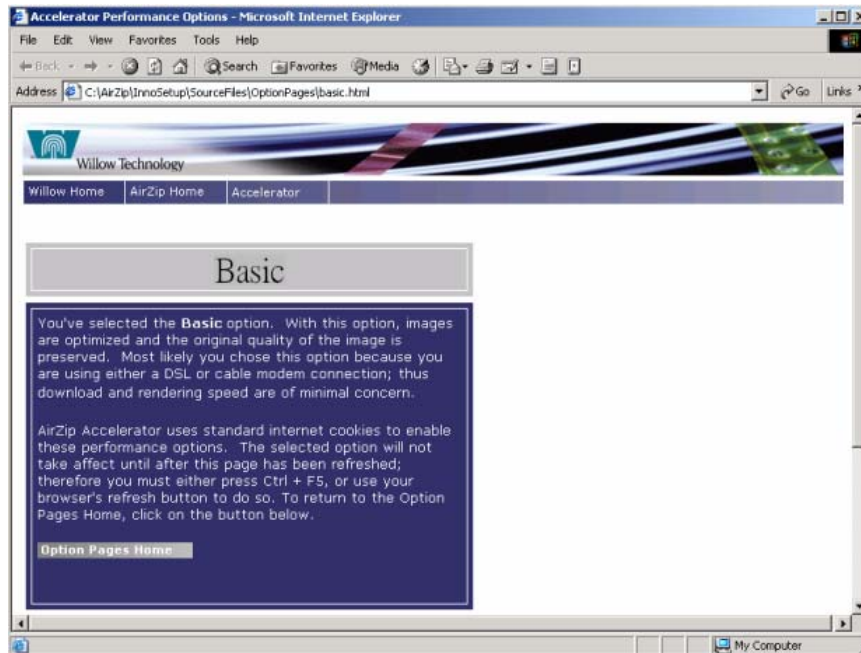 Accelerator Performance Options - Microsoft Internet Explorer
File Edit View Favorites Tools Help
Back Search Favorites Media
Address C:\AirZip\InnoSetup\SourceFiles\OptionPages\basic.html Go Links
Willow Technology
Willow Home AirZip Home Accelerator
Basic
You've selected the Basic option. With this option, images
are optimized and the original quality of the image is
preserved. Most likely you chose this option because you
are using either a DSL or cable modem connection; thus
download and rendering speed are of minimal concern.
AirZip Accelerator uses standard internet cookies to enable
these performance options. The selected option will not
take affect until after this page has been refreshed;
therefore you must either press Ctrl + F5, or use your
browser's refresh button to do so. To return to the Option
Pages Home, click on the button below.
Option Pages Home
My Computer